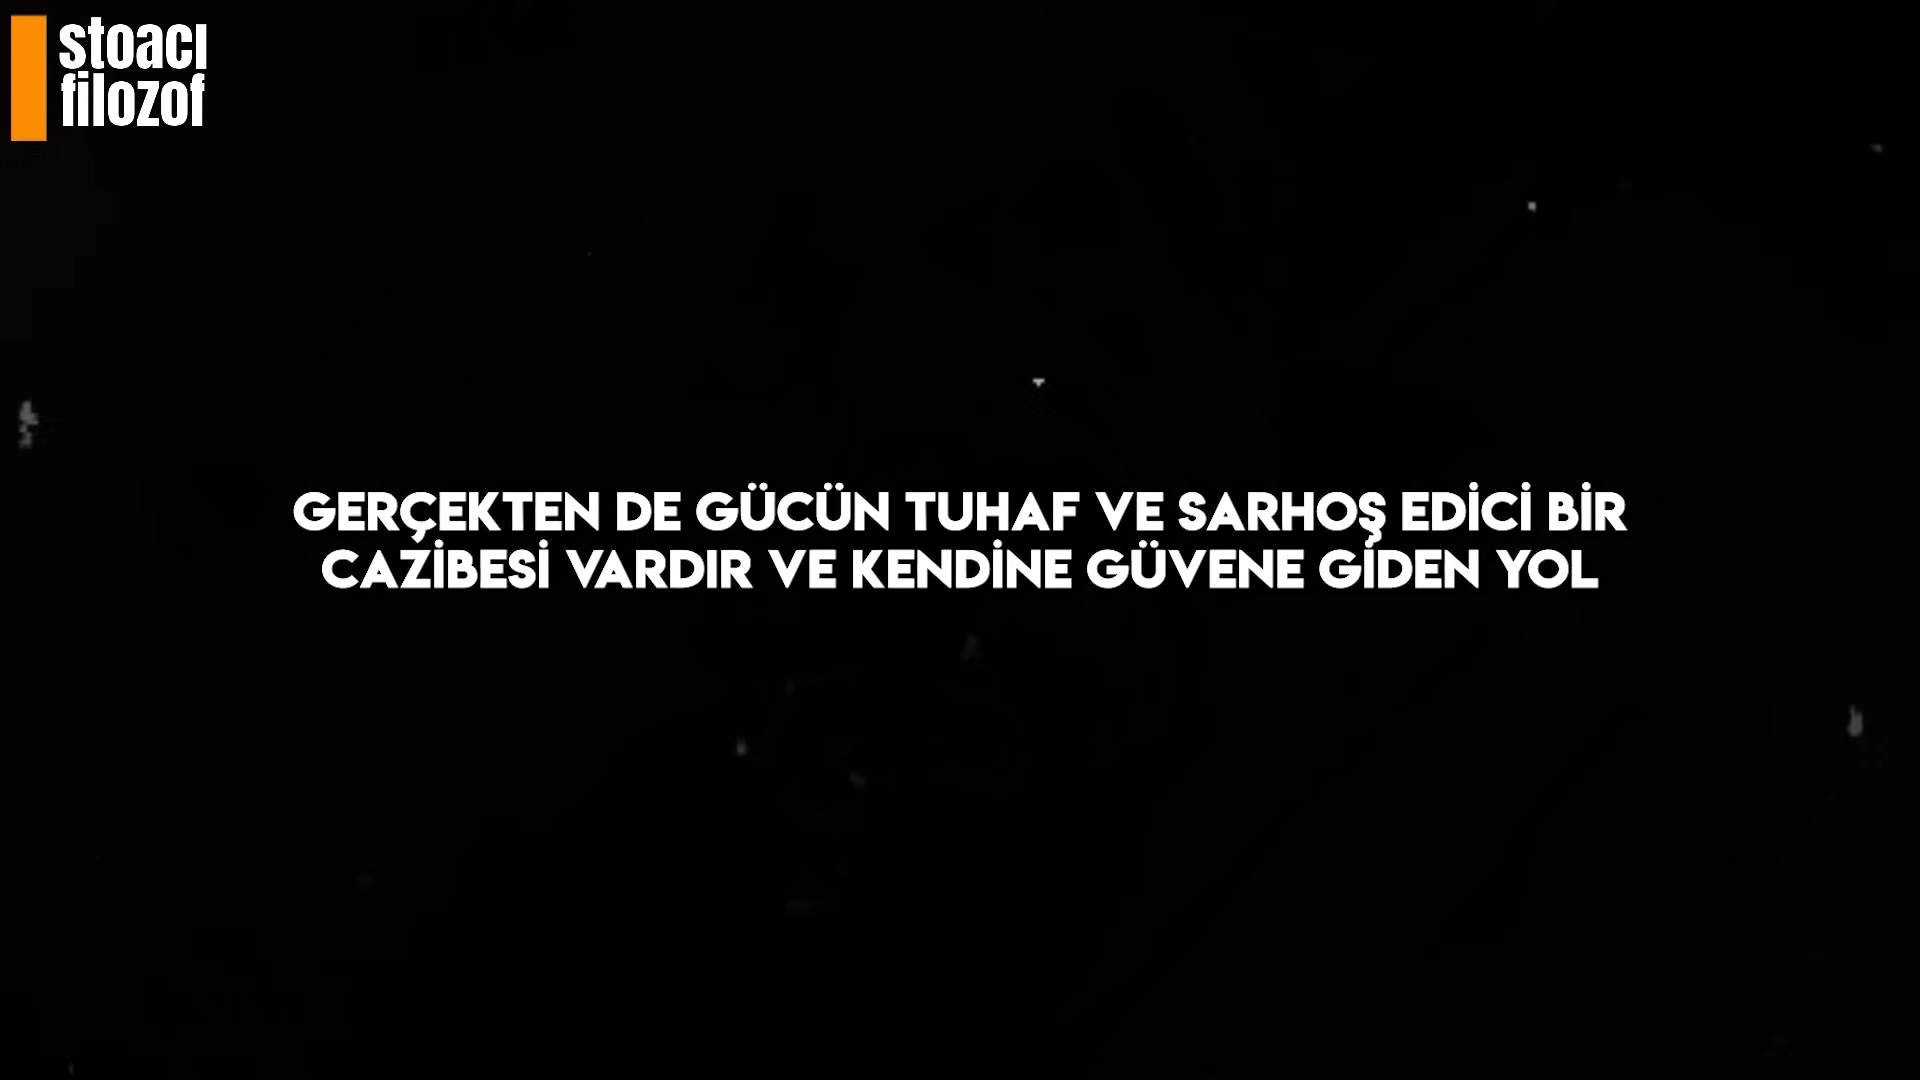 stoacı
filozof
GERÇEKTEN DE GÜCÜN TUHAF VE SARHOŞ EDİCİ BİR
CAZİBESİ VARDIR VE KENDİNE GÜVENE GİDEN YOL